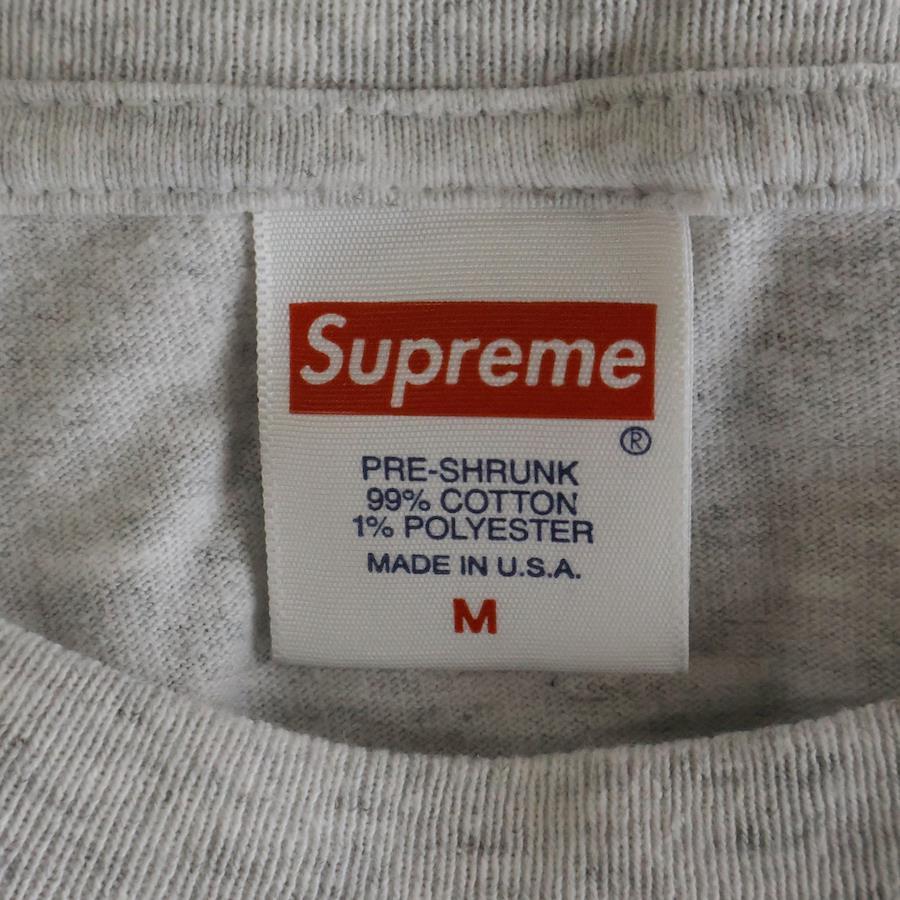 Supreme
®
PRE-SHRUNK
99% COTTON
1% POLYESTER
MADE IN U.S.A.
M